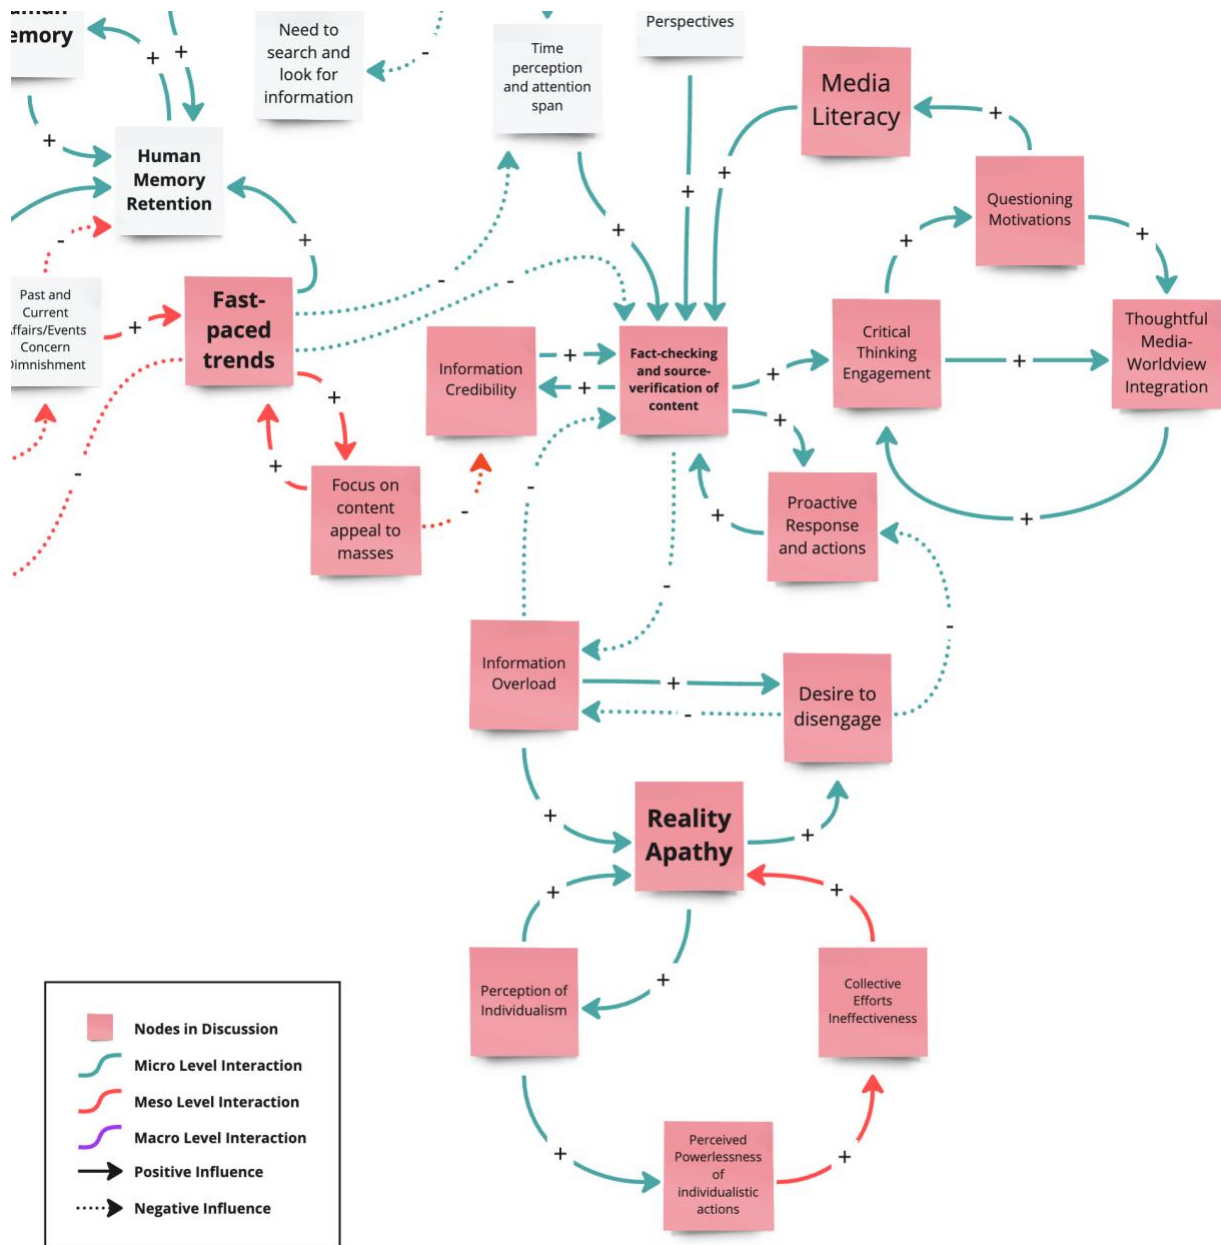 emory
Need to
search and
look for
information
Time
perception
and attention
span
Perspectives
Media
Literacy
Human
Memory
Retention
Questioning
Motivations
Past and
Current
ffairs/Events
Concern
Dimnishment
Fast-
paced
trends
Information
Credibility
Fact-checking
and source-
verification of
content
Critical
Thinking
Engagement
Thoughtful
Media-
Worldview
Integration
Focus on
content
appeal to
masses
Proactive
Response
and actions
Information
Overload
Desire to
disengage
Reality
Apathy
Perception of
Individualism
Collective
Efforts
Ineffectiveness
Perceived
Powerlessness
of
individualistic
actions
Nodes in Discussion
Micro Level Interaction
Meso Level Interaction
Macro Level Interaction
Positive Influence
Negative Influence